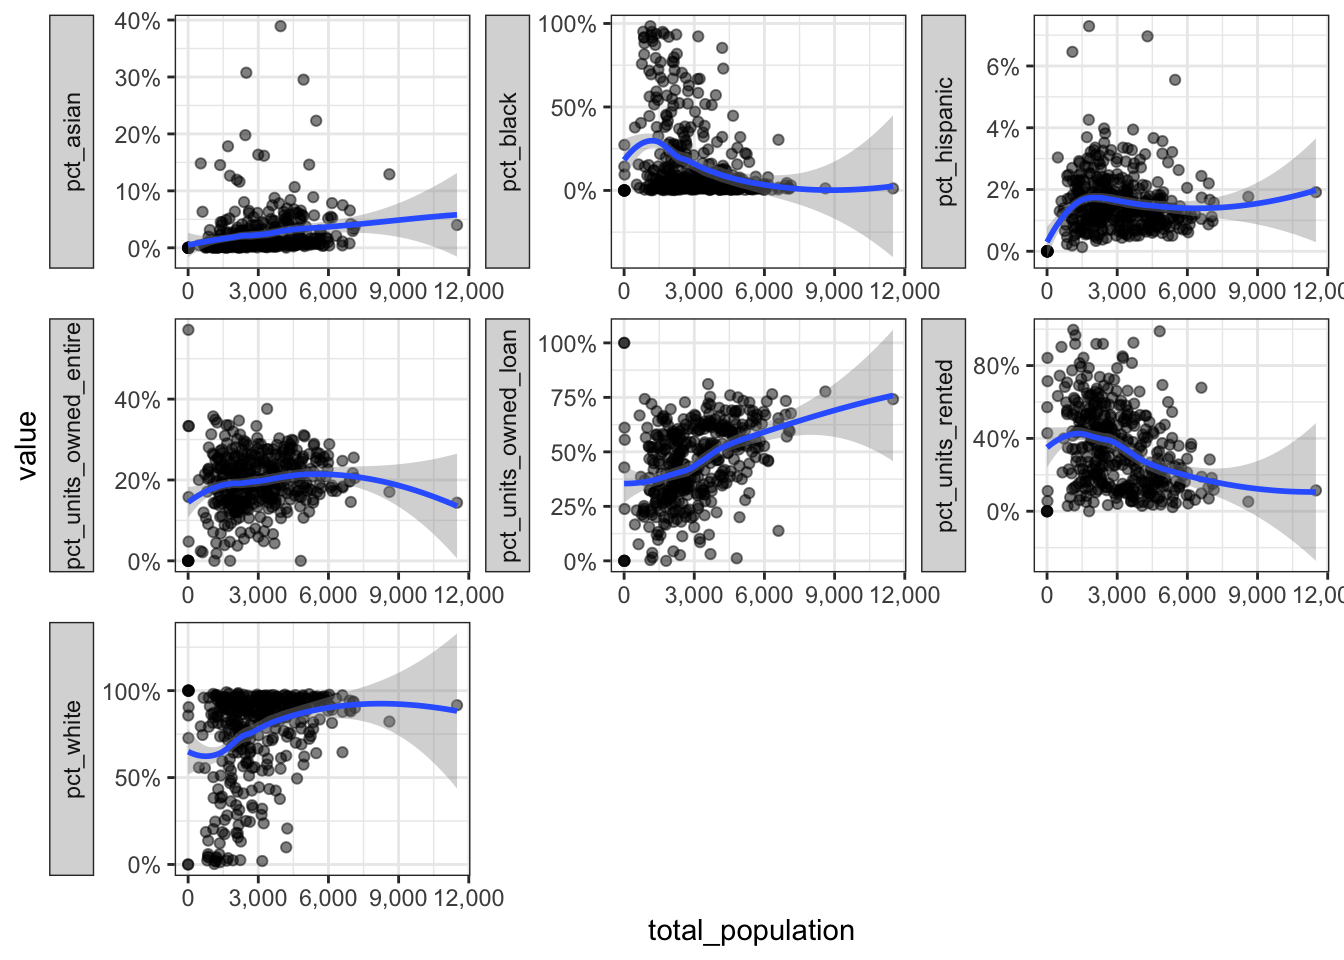 value
pct_asian
40%
30%
20%
10%
0%
0 3,000 6,000 9,000 12,000
pct_black
100%
50%
0%
0 3,000 6,000 9,000 12,000
pct_hispanic
6%
4%
2%
0%
0 3,000 6,000 9,000 12,00
pct_units_owned_entire
40%
20%
0%
0 3,000 6,000 9,000 12,000
pct_units_owned_loan
100%
75%
50%
25%
0%
0 3,000 6,000 9,000 12,000
pct_units_rented
80%
40%
0%
0 3,000 6,000 9,000 12,00
pct_white
100%
50%
0%
0 3,000 6,000 9,000 12,000
total_population